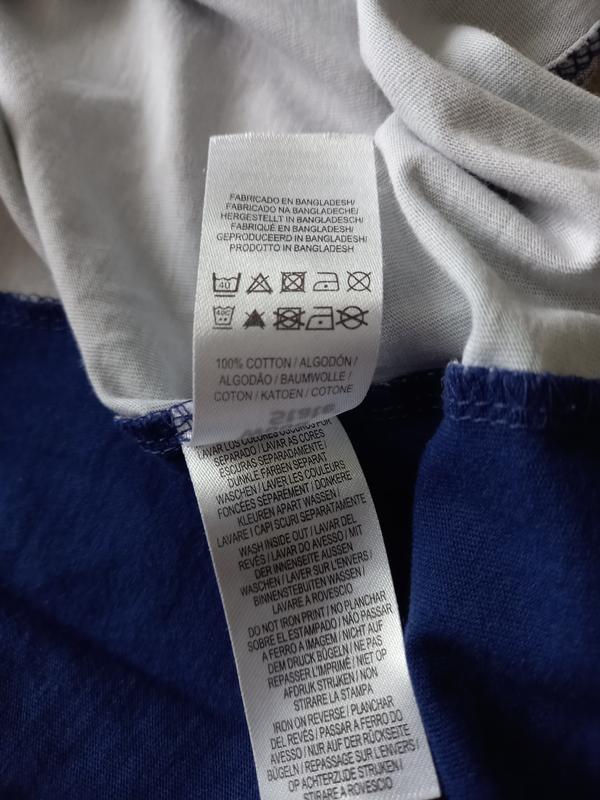 FABRICADO EN BANGLADESH/
FABRICADO NA BANGLADECHE/
HERGESTELLT IN BANGLADESCH/
FABRIQUÉ EN BANGLADESH/
GEPRODUCEERD IN BANGLADESH/
PRODOTTO IN BANGLADESH
40
40C
100% COTTON / ALGODÓN /
ALGODÃO / BAUMWOLLE /
COTON / KATOEN / COTONE
LAVAR LOS COLORES OSCUROS POR
SEPARADO / LAVAR AS CORES
ESCURAS SEPARADAMENTE /
DUNKLE FARBEN SEPARAT
WASCHEN / LAVER LES COULEURS
FONCÉES SÉPARÉMENT / DONKERE
KLEUREN APART WASSEN /
LAVARE I CAPI SCURI SEPARATAMENTE
WASH INSIDE OUT / LAVAR DEL
REVÉS / LAVAR DO AVESSO / MIT
DER INNENSEITE AUSSEN
WASCHEN / LAVER SUR L'ENVERS /
BINNENSTEBUITEN WASSEN /
LAVARE A ROVESCIO
DO NOT IRON PRINT / NO PLANCHAR
SOBRE EL ESTAMPADO / NÃO PASSAR
A FERRO A IMAGEM / NICHT AUF
DEM DRUCK BÜGELN / NE PAS
REPASSER L'IMPRIMÉ / NIET OP
AFDRUK STRIJKEN / NON
STIRARE LA STAMPA
IRON ON REVERSE / PLANCHAR
DEL REVÉS / PASSAR A FERRO DO
AVESSO / NUR AUF DER RÜCKSEITE
BÜGELN / REPASSAGE SUR L'ENVERS /
OP ACHTERZIJDE STRIJKEN /
STIRARE A ROVESCIO